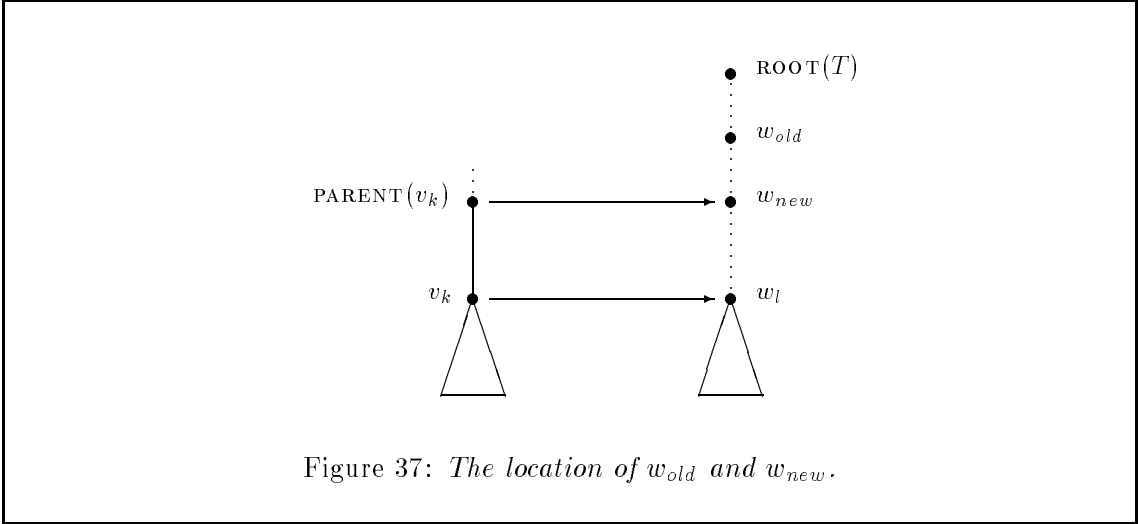 ROOT(T)
w_old
PARENT(v_k) w_new
v_k w_l
Figure 37: The location of w_old and w_new.